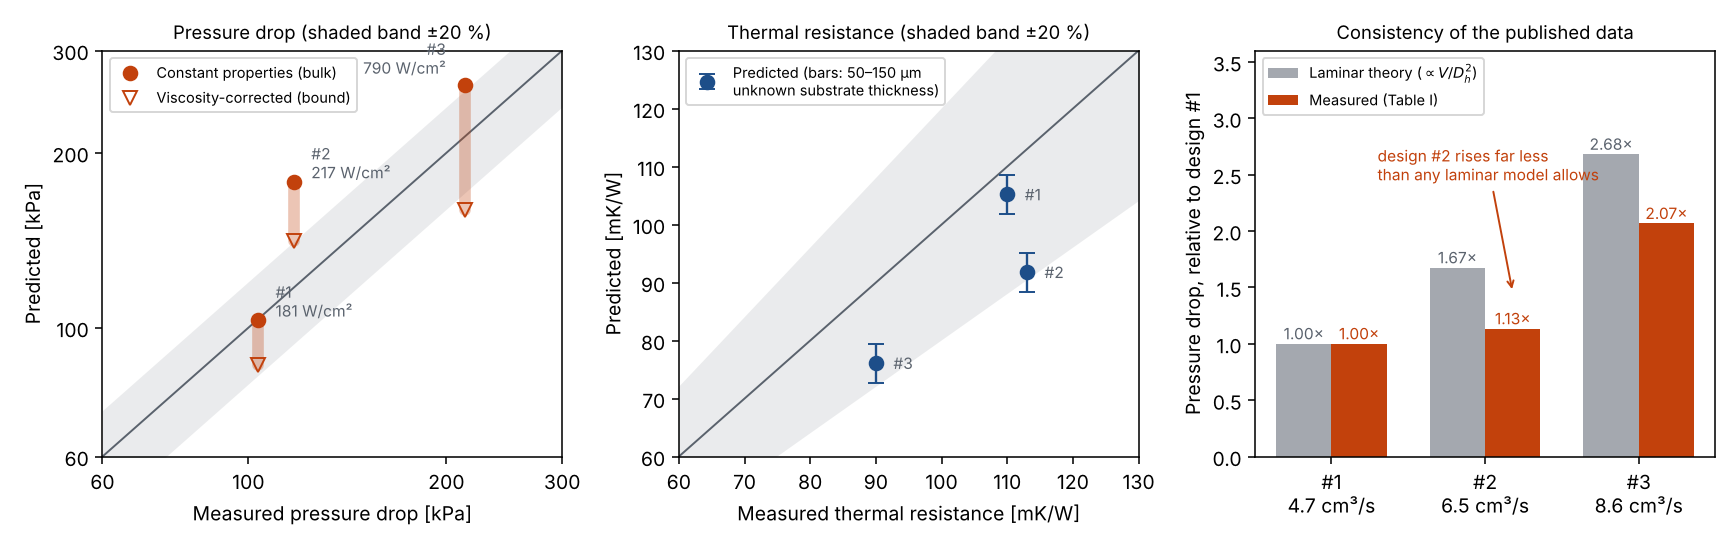 Pressure drop (shaded band ±20 %)
300
200
100
60
Predicted [kPa]
Constant properties (bulk)
Viscosity-corrected (bound)
#3
790 W/cm²
#2
217 W/cm²
#1
181 W/cm²
60
100
200
300
Measured pressure drop [kPa]
Thermal resistance (shaded band ±20 %)
130
120
110
100
90
80
70
60
Predicted [mK/W]
Predicted (bars: 50–150 µm
unknown substrate thickness)
#1
#2
#3
60
70
80
90
100
110
120
130
Measured thermal resistance [mK/W]
Consistency of the published data
3.5
3.0
2.5
2.0
1.5
1.0
0.5
0.0
Pressure drop, relative to design #1
Laminar theory (∝V/D_h^2)
Measured (Table I)
design #2 rises far less
than any laminar model allows
1.00×
1.00×
1.67×
1.13×
2.68×
2.07×
#1
4.7 cm³/s
#2
6.5 cm³/s
#3
8.6 cm³/s